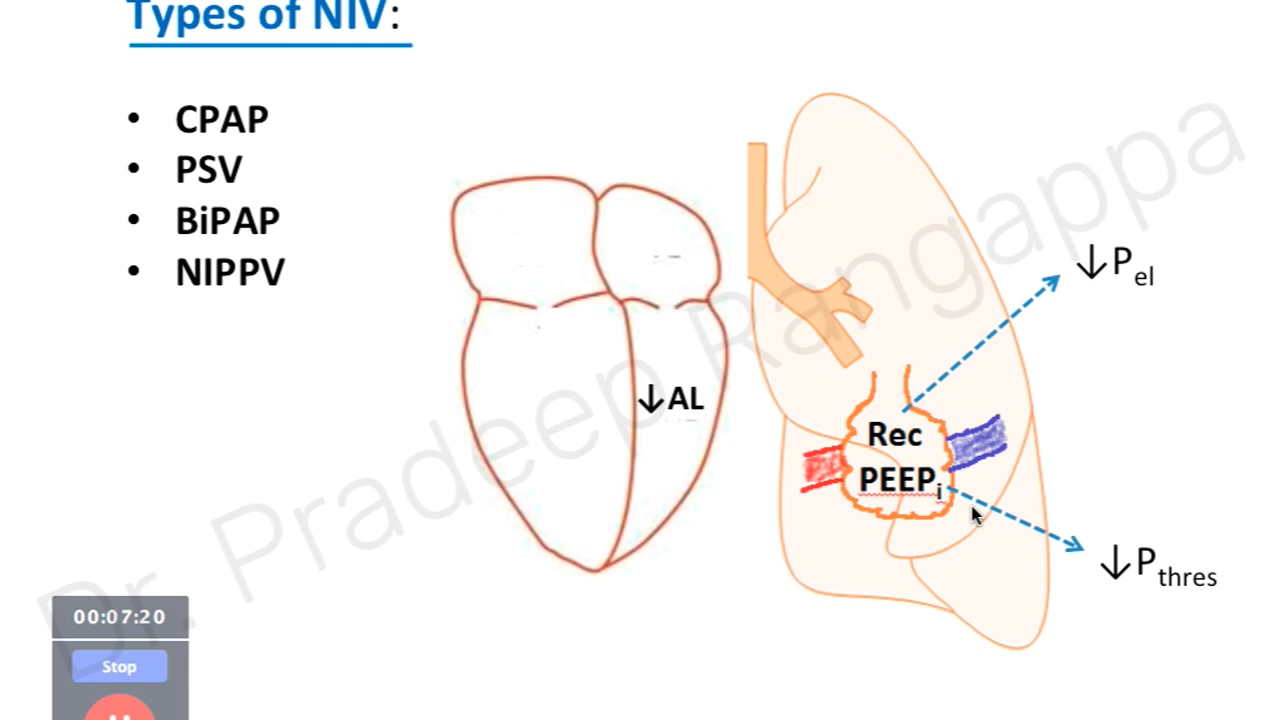 Types of NIV:
• CPAP
• PSV
• BiPAP
• NIPPV
↓AL
Rec
PEEPi
↓Pel
↓Pthres
Dr. Pradeep Rangappa
00:07:20
Stop